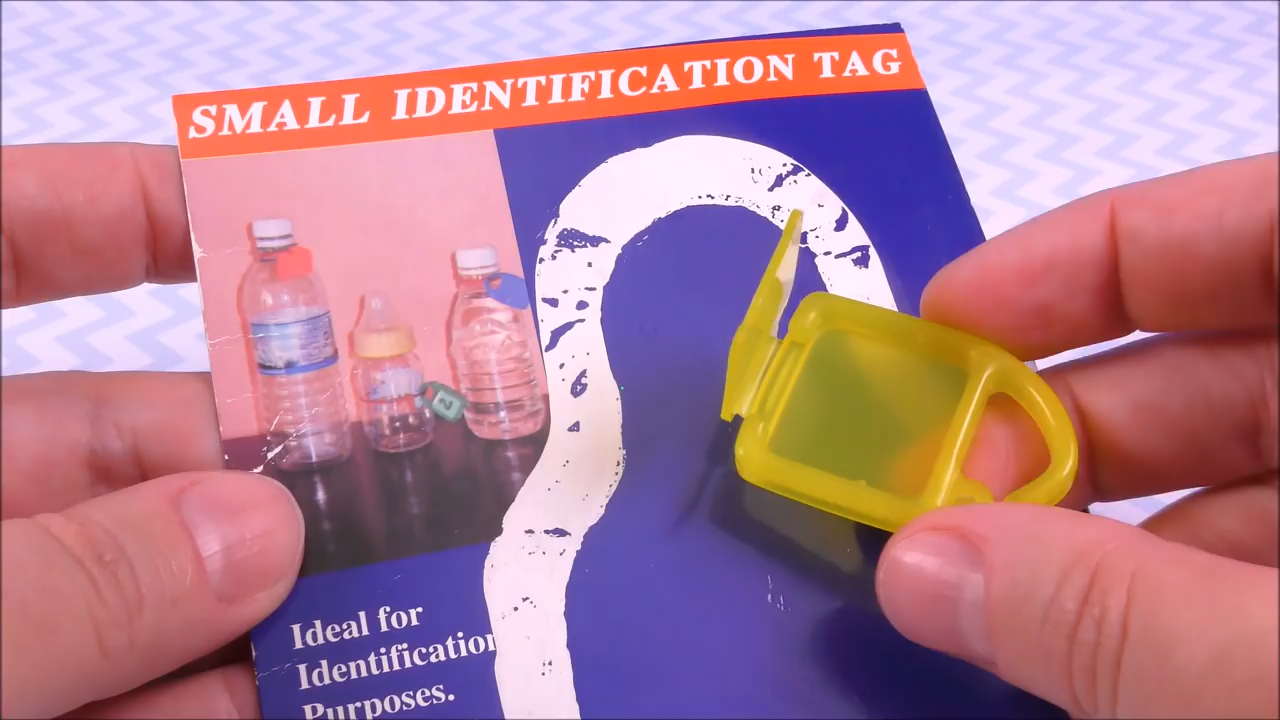 SMALL IDENTIFICATION TAG
Ideal for
Identification
Purposes.